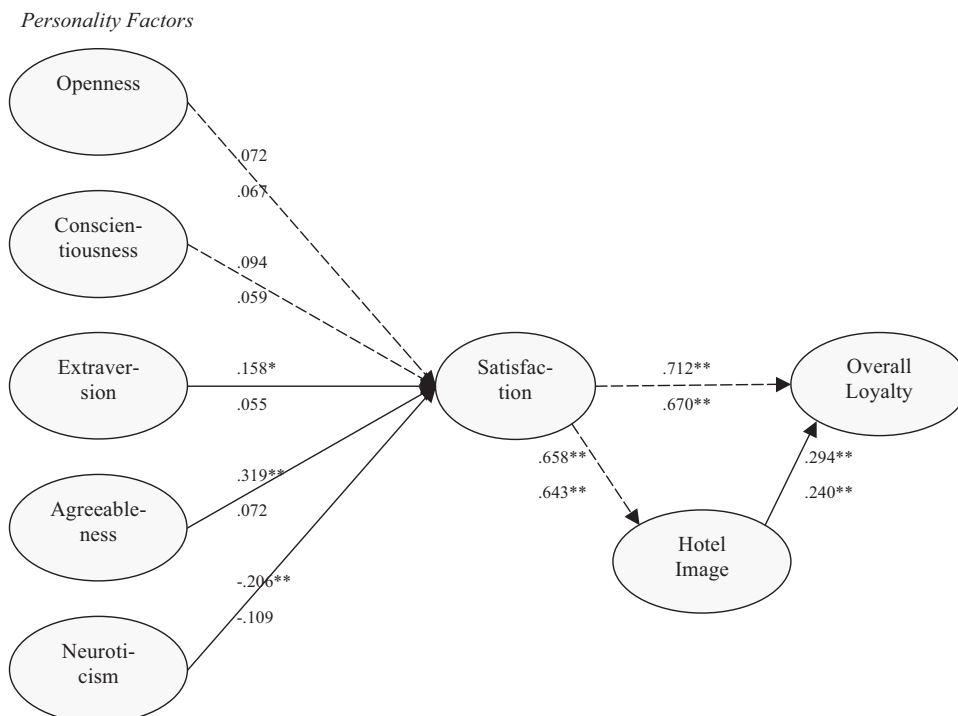 Personality Factors
Openness
.072
.067
Conscien-
tiousness
.094
.059
Extraver-
sion
.158*
.055
Satisfac-
tion
.712**
.670**
Overall
Loyalty
.658**
.643**
.294**
.240**
Agreeable-
ness
.319**
.072
Hotel
Image
-.206**
-.109
Neuroti-
cism